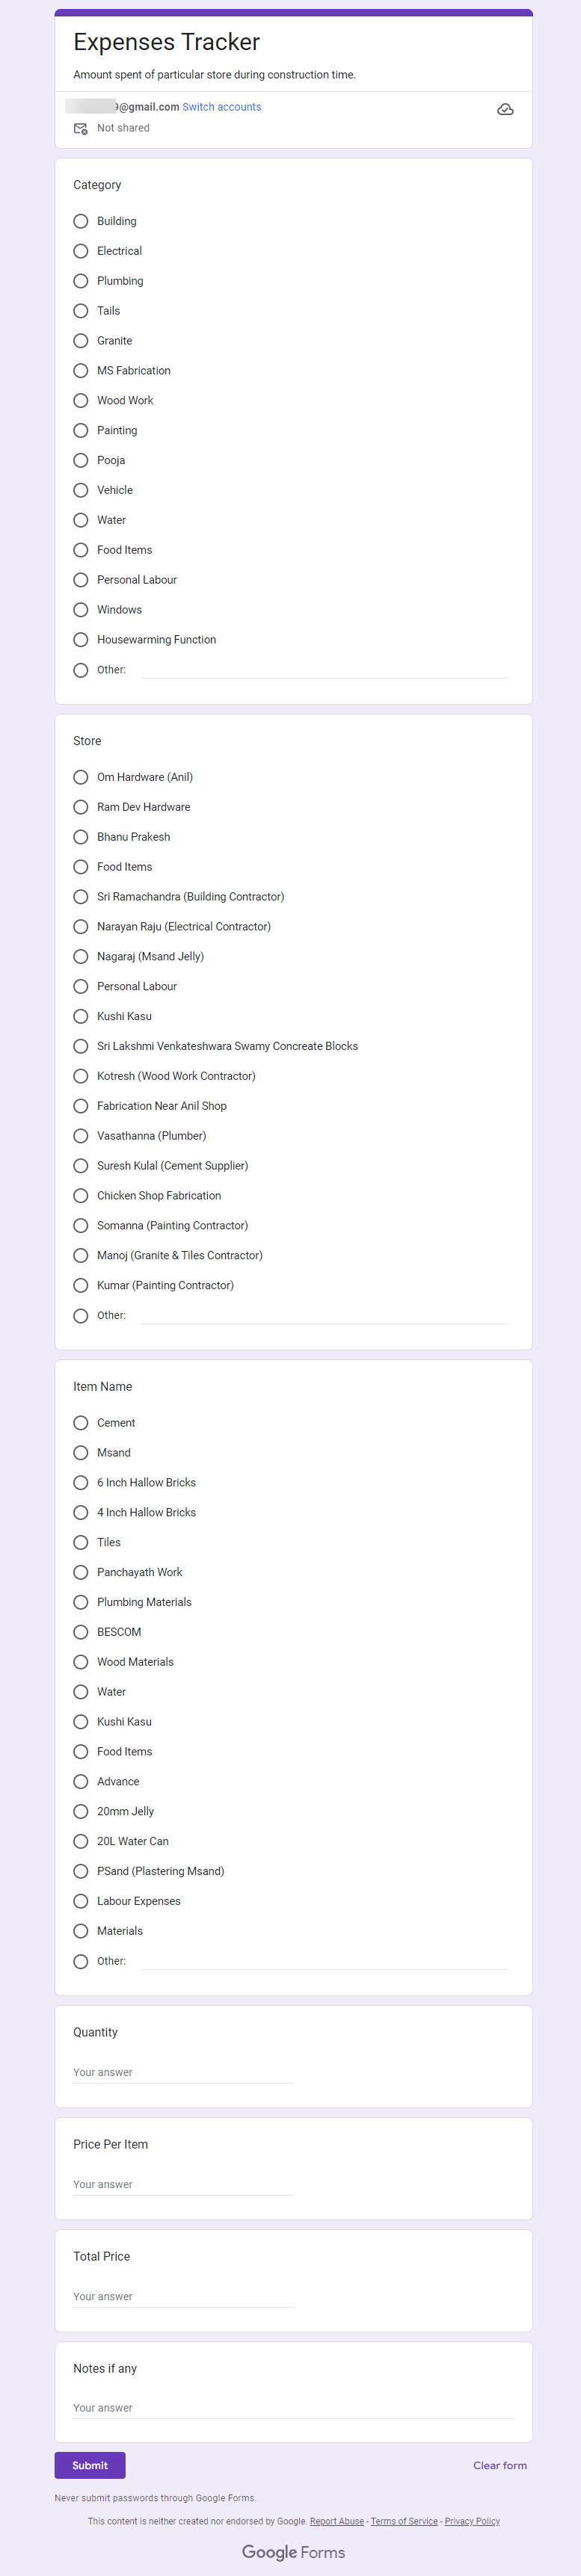 Expenses Tracker
Amount spent of particular store during construction time.
9@gmail.com Switch accounts
Not shared
Category
Building
Electrical
Plumbing
Tails
Granite
MS Fabrication
Wood Work
Painting
Pooja
Vehicle
Water
Food Items
Personal Labour
Windows
Housewarming Function
Other:
Store
Om Hardware (Anil)
Ram Dev Hardware
Bhanu Prakesh
Food Items
Sri Ramachandra (Building Contractor)
Narayan Raju (Electrical Contractor)
Nagaraj (Msand Jelly)
Personal Labour
Kushi Kasu
Sri Lakshmi Venkateshwara Swamy Concreate Blocks
Kotresh (Wood Work Contractor)
Fabrication Near Anil Shop
Vasathanna (Plumber)
Suresh Kulal (Cement Supplier)
Chicken Shop Fabrication
Somanna (Painting Contractor)
Manoj (Granite & Tiles Contractor)
Kumar (Painting Contractor)
Other:
Item Name
Cement
Msand
6 Inch Hallow Bricks
4 Inch Hallow Bricks
Tiles
Panchayath Work
Plumbing Materials
BESCOM
Wood Materials
Water
Kushi Kasu
Food Items
Advance
20mm Jelly
20L Water Can
PSand (Plastering Msand)
Labour Expenses
Materials
Other:
Quantity
Your answer
Price Per Item
Your answer
Total Price
Your answer
Notes if any
Your answer
Submit
Clear form
Never submit passwords through Google Forms.
This content is neither created nor endorsed by Google. Report Abuse - Terms of Service - Privacy Policy
Google Forms